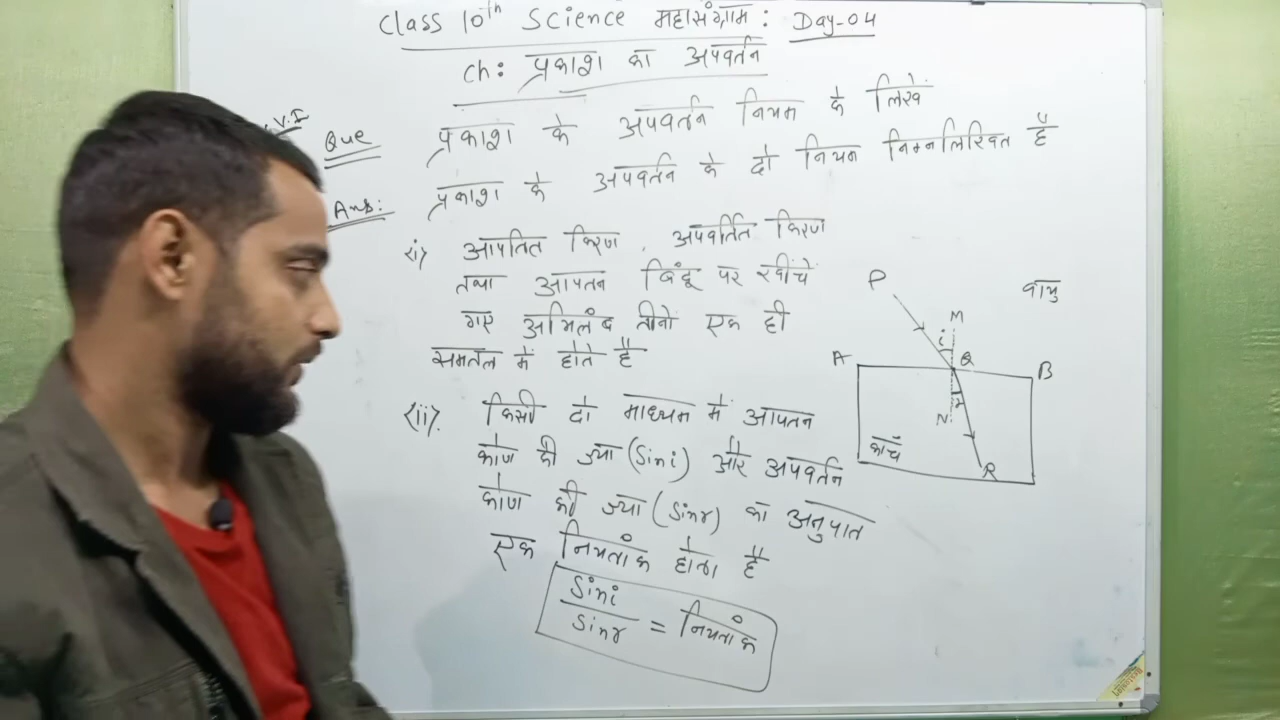 Class 10th Science महासंग्राम : Day-04
Ch: प्रकाश का अपवर्तन
V.V.I
Que प्रकाश के अपवर्तन नियम के लिखें
Ans: प्रकाश के अपवर्तन के दो नियम निम्नलिखित है
(i) आपतित किरण , अपवर्तित किरण
तथा आपतन बिंदू पर खींचे
गए अभिलंब तीनो एक ही
समतल में होते है
(ii). किसी दो माध्यम में आपतन
कोण की ज्या (Sini) और अपवर्तन
कोण की ज्या (Sinr) का अनुपात
एक नियतांक होता है
Sini
Sinr = नियतांक
P
वायु
M
i
A Q B
r
N
काँच
R